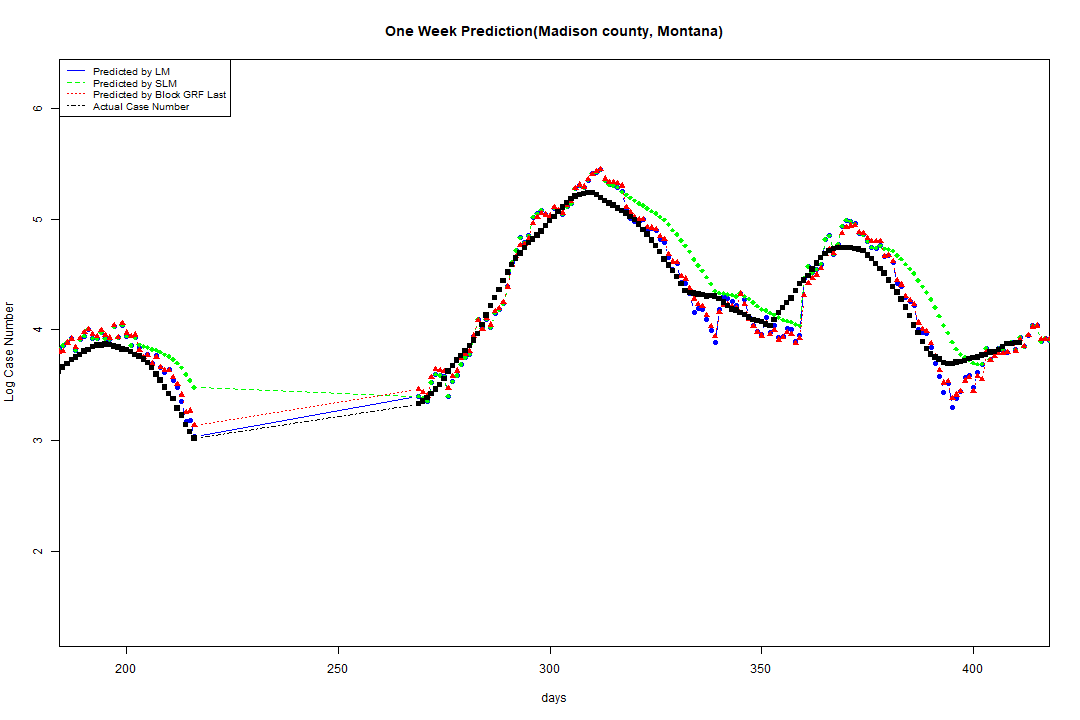 One Week Prediction(Madison county, Montana)
Predicted by LM
Predicted by SLM
Predicted by Block GRF Last
Actual Case Number
6
5
4
3
2
Log Case Number
200
250
300
350
400
days